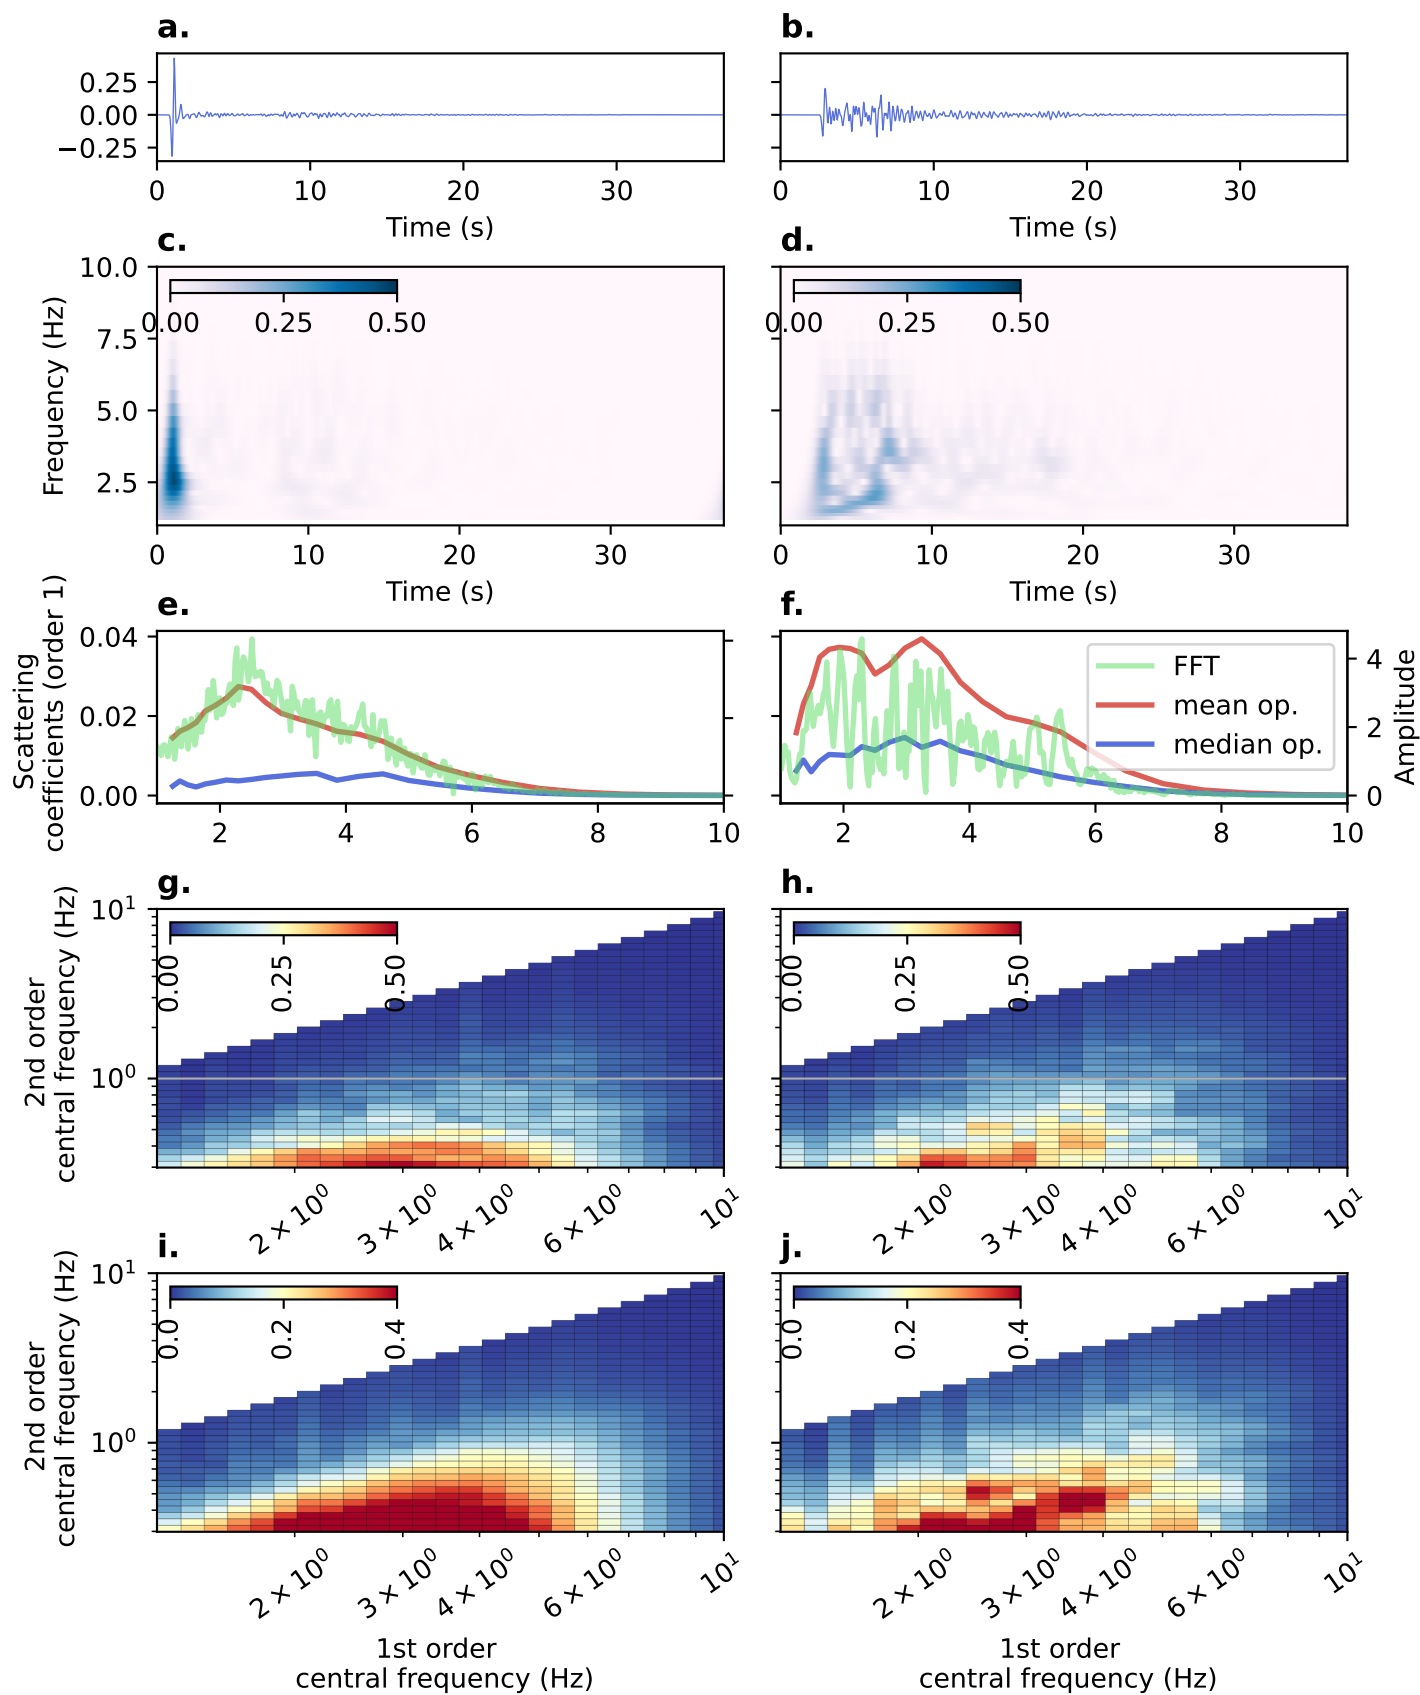 a.
b.
0.25
0.00
−0.25
0 10 20 30
0 10 20 30
Time (s)
Time (s)
c.
d.
Frequency (Hz)
10.0
7.5
5.0
2.5
0.00 0.25 0.50
0.00 0.25 0.50
0 10 20 30
0 10 20 30
Time (s)
Time (s)
e.
f.
Scattering
coefficients (order 1)
0.04
0.02
0.00
2 4 6 8 10
FFT
mean op.
median op.
4
2
0
Amplitude
2 4 6 8 10
g.
h.
2nd order
central frequency (Hz)
10¹
10⁰
0.00 0.25 0.50
0.00 0.25 0.50
2 × 10⁰ 3 × 10⁰ 4 × 10⁰ 6 × 10⁰ 10¹
2 × 10⁰ 3 × 10⁰ 4 × 10⁰ 6 × 10⁰ 10¹
i.
j.
2nd order
central frequency (Hz)
10¹
10⁰
0.0 0.2 0.4
0.0 0.2 0.4
2 × 10⁰ 3 × 10⁰ 4 × 10⁰ 6 × 10⁰ 10¹
2 × 10⁰ 3 × 10⁰ 4 × 10⁰ 6 × 10⁰ 10¹
1st order
central frequency (Hz)
1st order
central frequency (Hz)